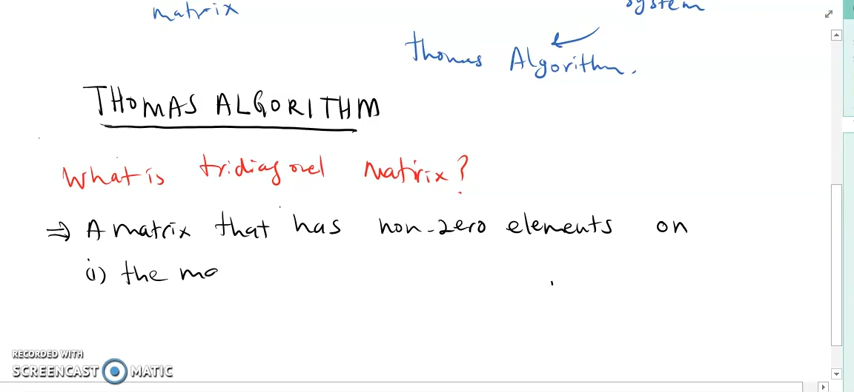 matrix
system
thomas Algorithm.
THOMAS ALGORITHM
What is tridiagonel Matrix?
⇒ A matrix that has non-zero elements on
i) the ma
RECORDED WITH
SCREENCAST MATIC